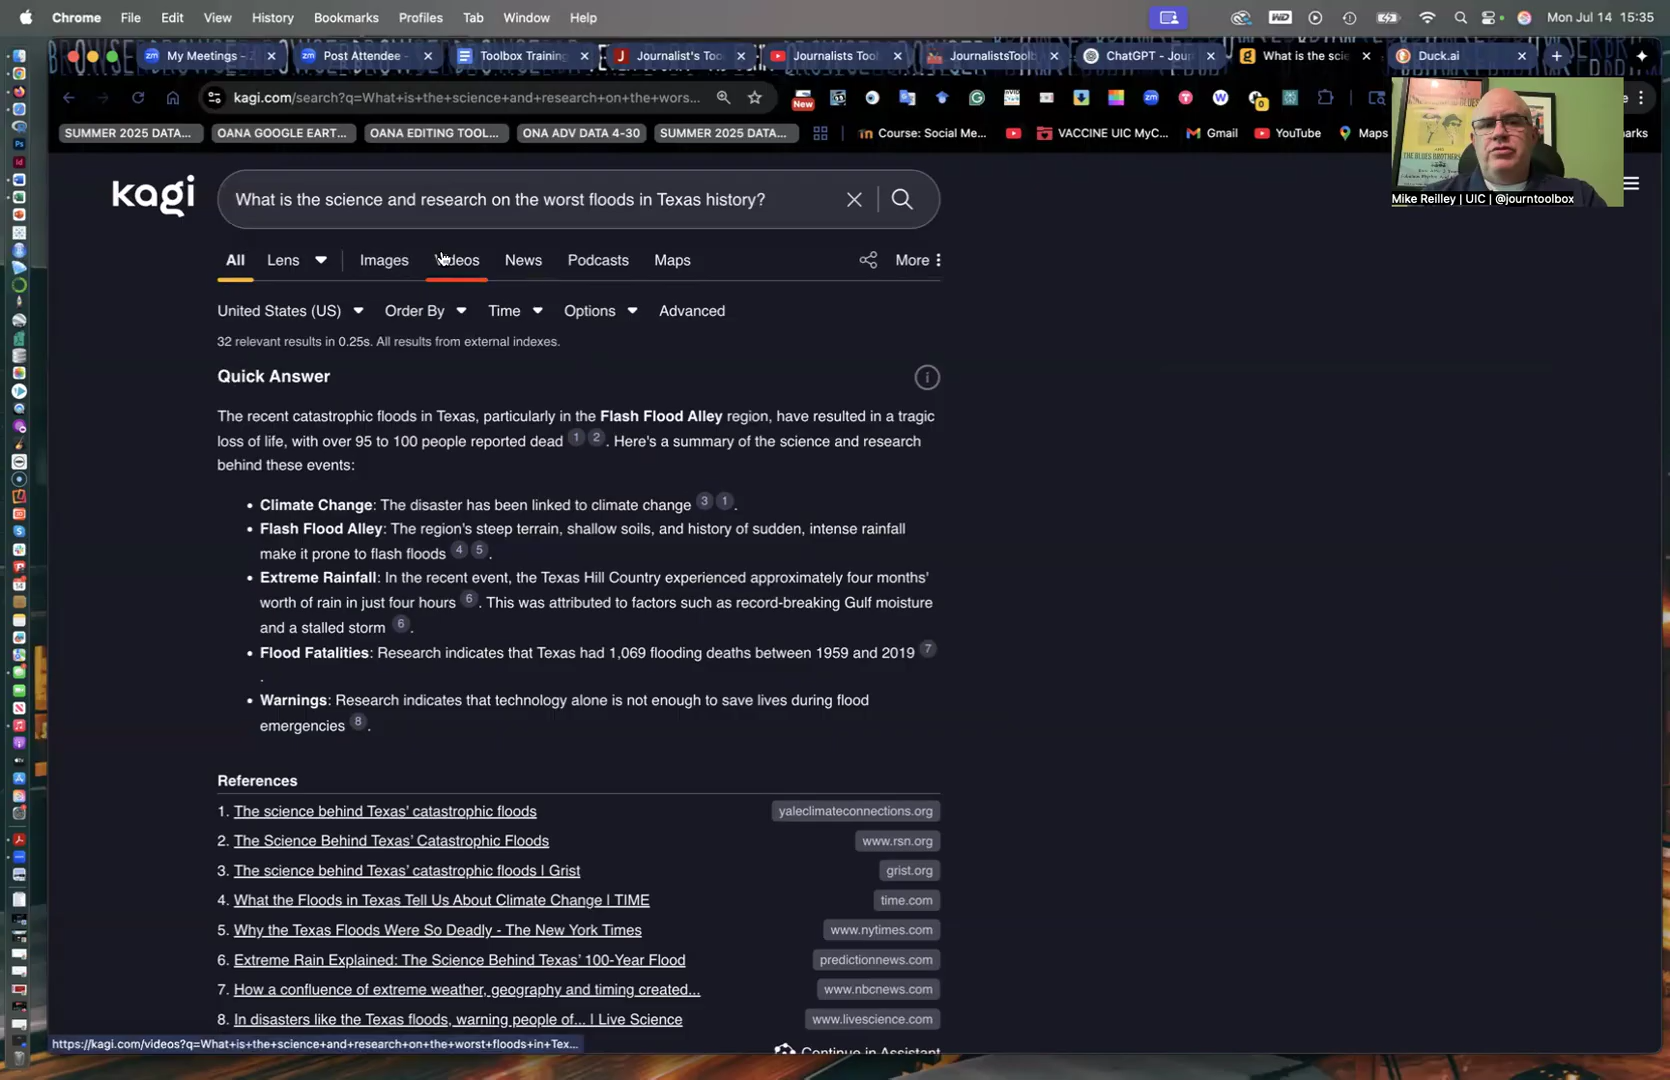 Chrome File Edit View History Bookmarks Profiles Tab Window Help
Mon Jul 14 15:35
My Meetings - Z
Post Attendee -
Toolbox Training
Journalist's Too
Journalists Tool
JournalistsToolb
ChatGPT - Jour
What is the scie
Duck.ai
kagi.com/search?q=What+is+the+science+and+research+on+the+wors...
New
SUMMER 2025 DATA...
OANA GOOGLE EART...
OANA EDITING TOOL...
ONA ADV DATA 4-30
SUMMER 2025 DATA...
Course: Social Me...
VACCINE UIC MyC...
Gmail
YouTube
Maps
THE BLUES BROTHERS
Mike Reilley | UIC | @journtoolbox
kagi
What is the science and research on the worst floods in Texas history?
All Lens Images Videos News Podcasts Maps More
United States (US) Order By Time Options Advanced
32 relevant results in 0.25s. All results from external indexes.
Quick Answer
The recent catastrophic floods in Texas, particularly in the Flash Flood Alley region, have resulted in a tragic
loss of life, with over 95 to 100 people reported dead 1 2 . Here's a summary of the science and research
behind these events:
• Climate Change: The disaster has been linked to climate change 3 1 .
• Flash Flood Alley: The region's steep terrain, shallow soils, and history of sudden, intense rainfall
make it prone to flash floods 4 5 .
• Extreme Rainfall: In the recent event, the Texas Hill Country experienced approximately four months'
worth of rain in just four hours 6 . This was attributed to factors such as record-breaking Gulf moisture
and a stalled storm 6 .
• Flood Fatalities: Research indicates that Texas had 1,069 flooding deaths between 1959 and 2019 7
.
• Warnings: Research indicates that technology alone is not enough to save lives during flood
emergencies 8 .
References
1. The science behind Texas' catastrophic floods yaleclimateconnections.org
2. The Science Behind Texas' Catastrophic Floods www.rsn.org
3. The science behind Texas' catastrophic floods | Grist grist.org
4. What the Floods in Texas Tell Us About Climate Change | TIME time.com
5. Why the Texas Floods Were So Deadly - The New York Times www.nytimes.com
6. Extreme Rain Explained: The Science Behind Texas' 100-Year Flood predictionnews.com
7. How a confluence of extreme weather, geography and timing created... www.nbcnews.com
8. In disasters like the Texas floods, warning people of... | Live Science www.livescience.com
Continue in Assistant
https://kagi.com/videos?q=What+is+the+science+and+research+on+the+worst+floods+in+Tex...